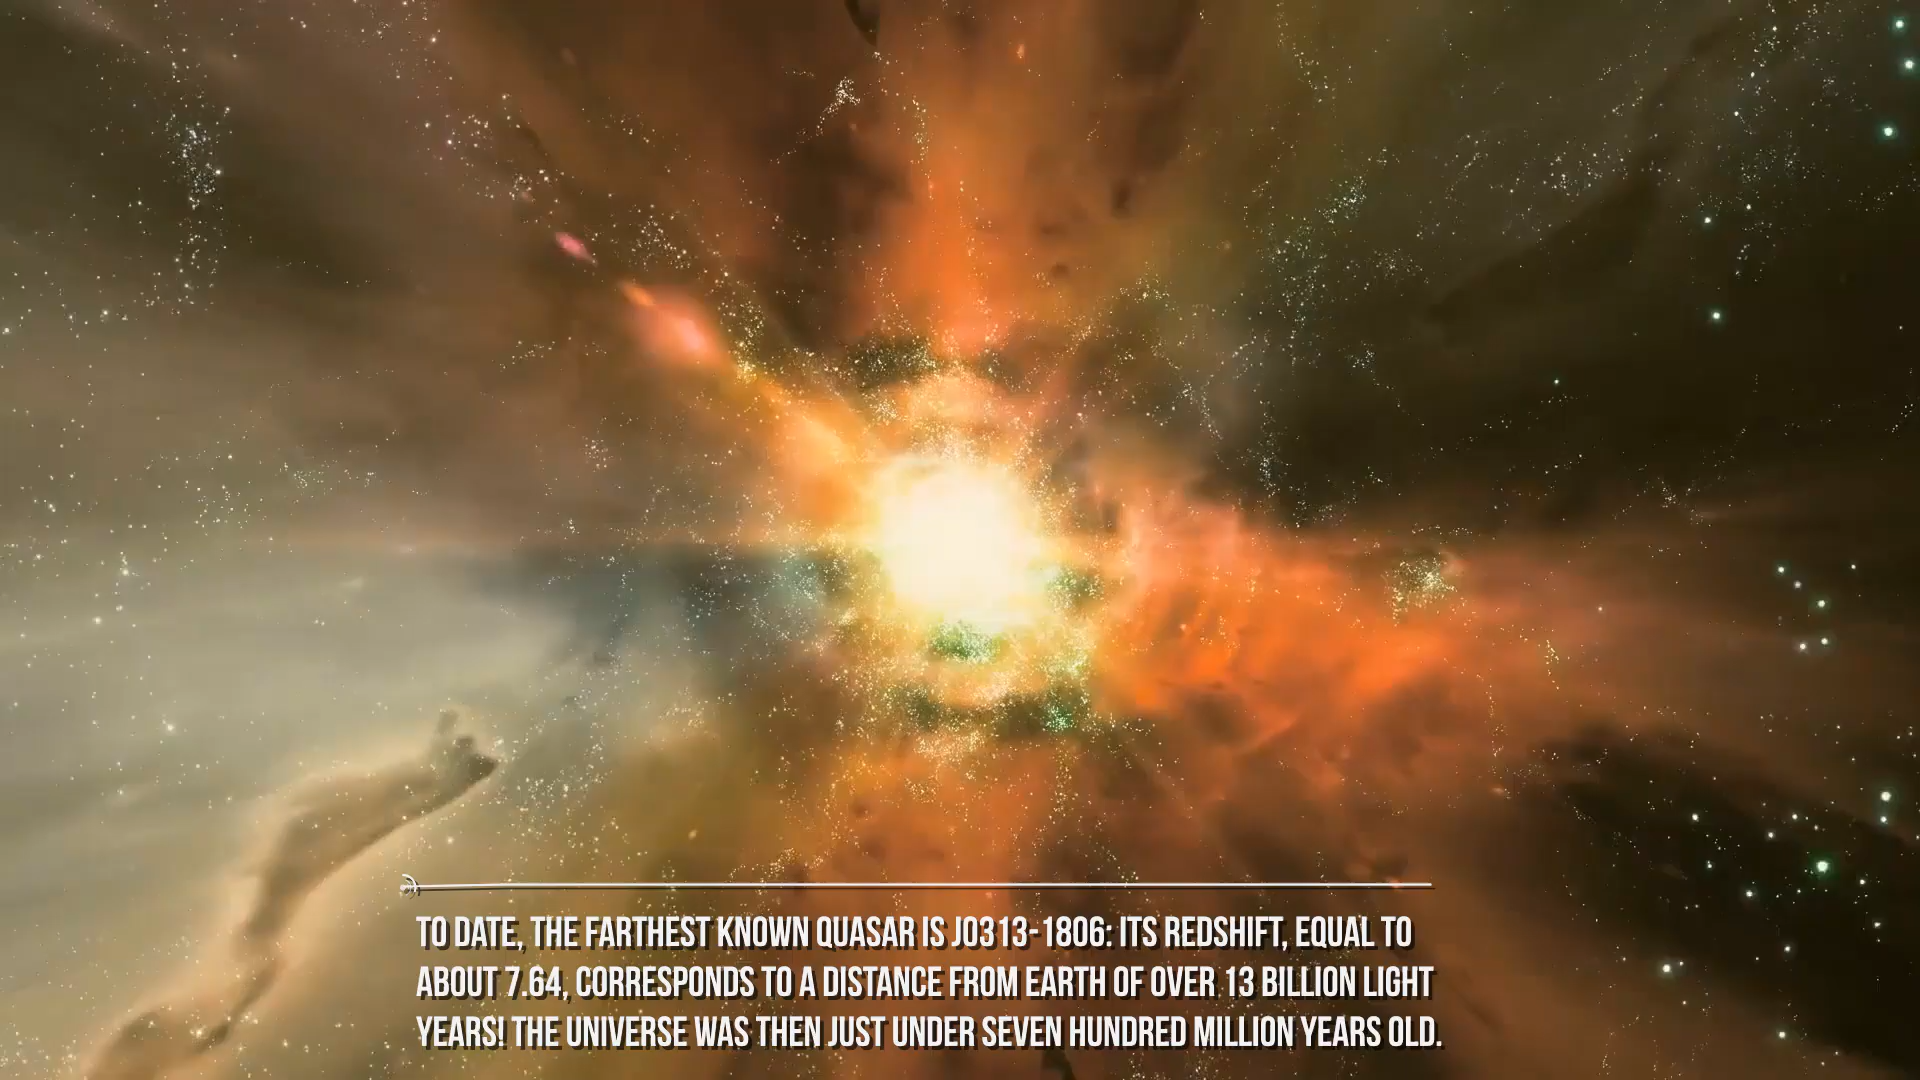 TO DATE, THE FARTHEST KNOWN QUASAR IS J0313-1806: ITS REDSHIFT, EQUAL TO
ABOUT 7.64, CORRESPONDS TO A DISTANCE FROM EARTH OF OVER 13 BILLION LIGHT
YEARS! THE UNIVERSE WAS THEN JUST UNDER SEVEN HUNDRED MILLION YEARS OLD.